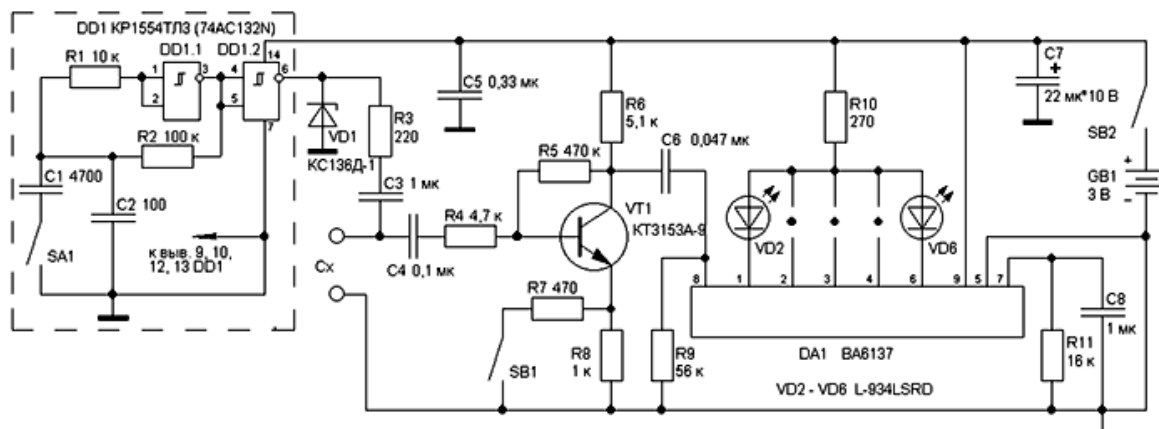 DD1 КР1554ТЛ3 (74AC132N)
R1 10 к
DD1.1
DD1.2
14
1
2
3
4
5
6
7
R2 100 к
C1 4700
C2 100
SA1
к выв. 9, 10,
12, 13 DD1
VD1
КС136Д-1
R3
220
C3 1 мк
C4 0,1 мк
Cx
R4 4,7 к
C5 0,33 мк
R5 470 к
R6
5,1 к
C6 0,047 мк
VT1
КТ3153А-9
R7 470
SB1
R8
1 к
R9
56 к
R10
270
VD2
VD6
8
1
2
3
4
6
9
5
7
DA1 BA6137
VD2 - VD6 L-934LSRD
C7
+
22 мк*10 В
SB2
+
GB1
3 В
-
C8
1 мк
R11
16 к